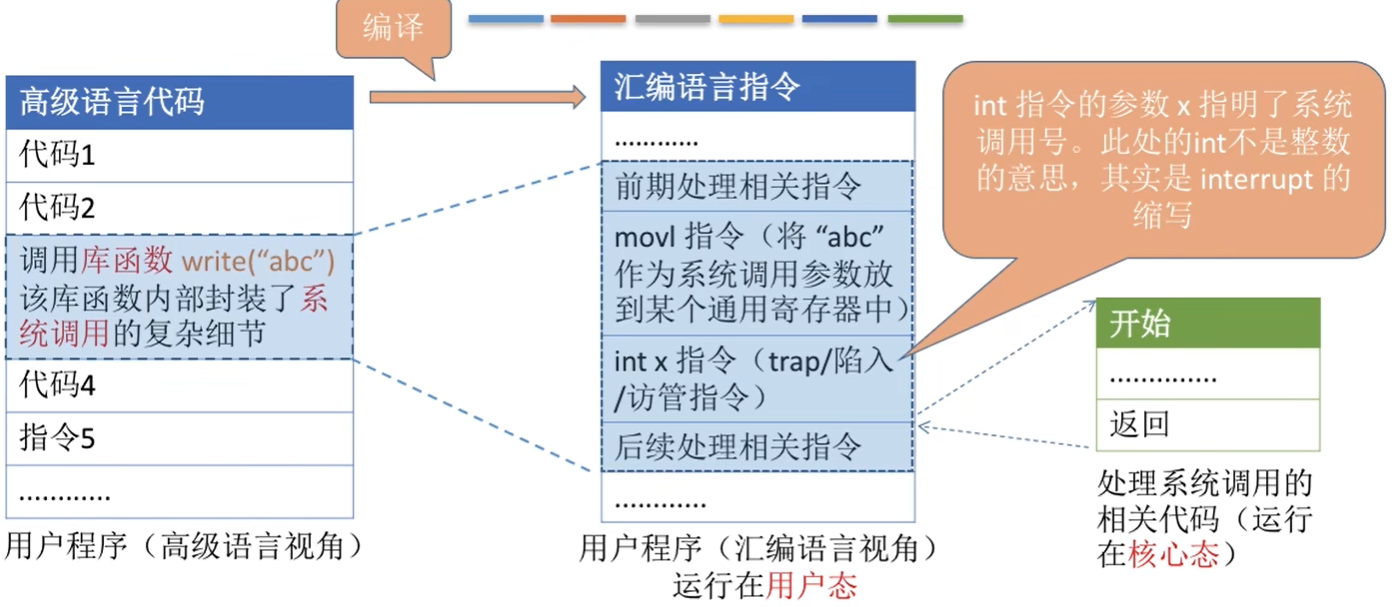 编译
高级语言代码
代码1
代码2
调用库函数 write(“abc”)
该库函数内部封装了系
统调用的复杂细节
代码4
指令5
…………
用户程序（高级语言视角）
汇编语言指令
…………
前期处理相关指令
movl 指令（将 “abc”
作为系统调用参数放
到某个通用寄存器中）
int x 指令（trap/陷入
/访管指令）
后续处理相关指令
…………
用户程序（汇编语言视角）
运行在用户态
int 指令的参数 x 指明了系统
调用号。此处的int不是整数
的意思，其实是 interrupt 的
缩写
开始
…………..
返回
处理系统调用的
相关代码（运行
在核心态）